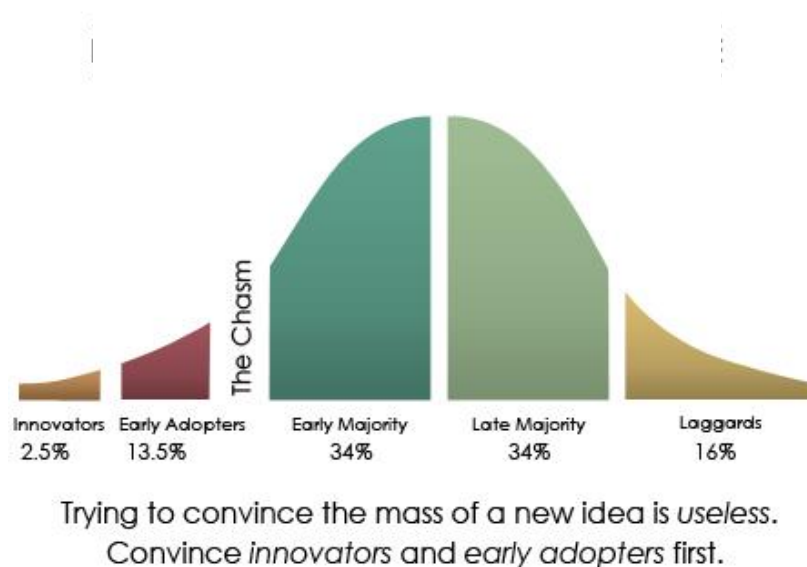 The Chasm
Innovators Early Adopters Early Majority Late Majority Laggards
2.5% 13.5% 34% 34% 16%
Trying to convince the mass of a new idea is useless.
Convince innovators and early adopters first.